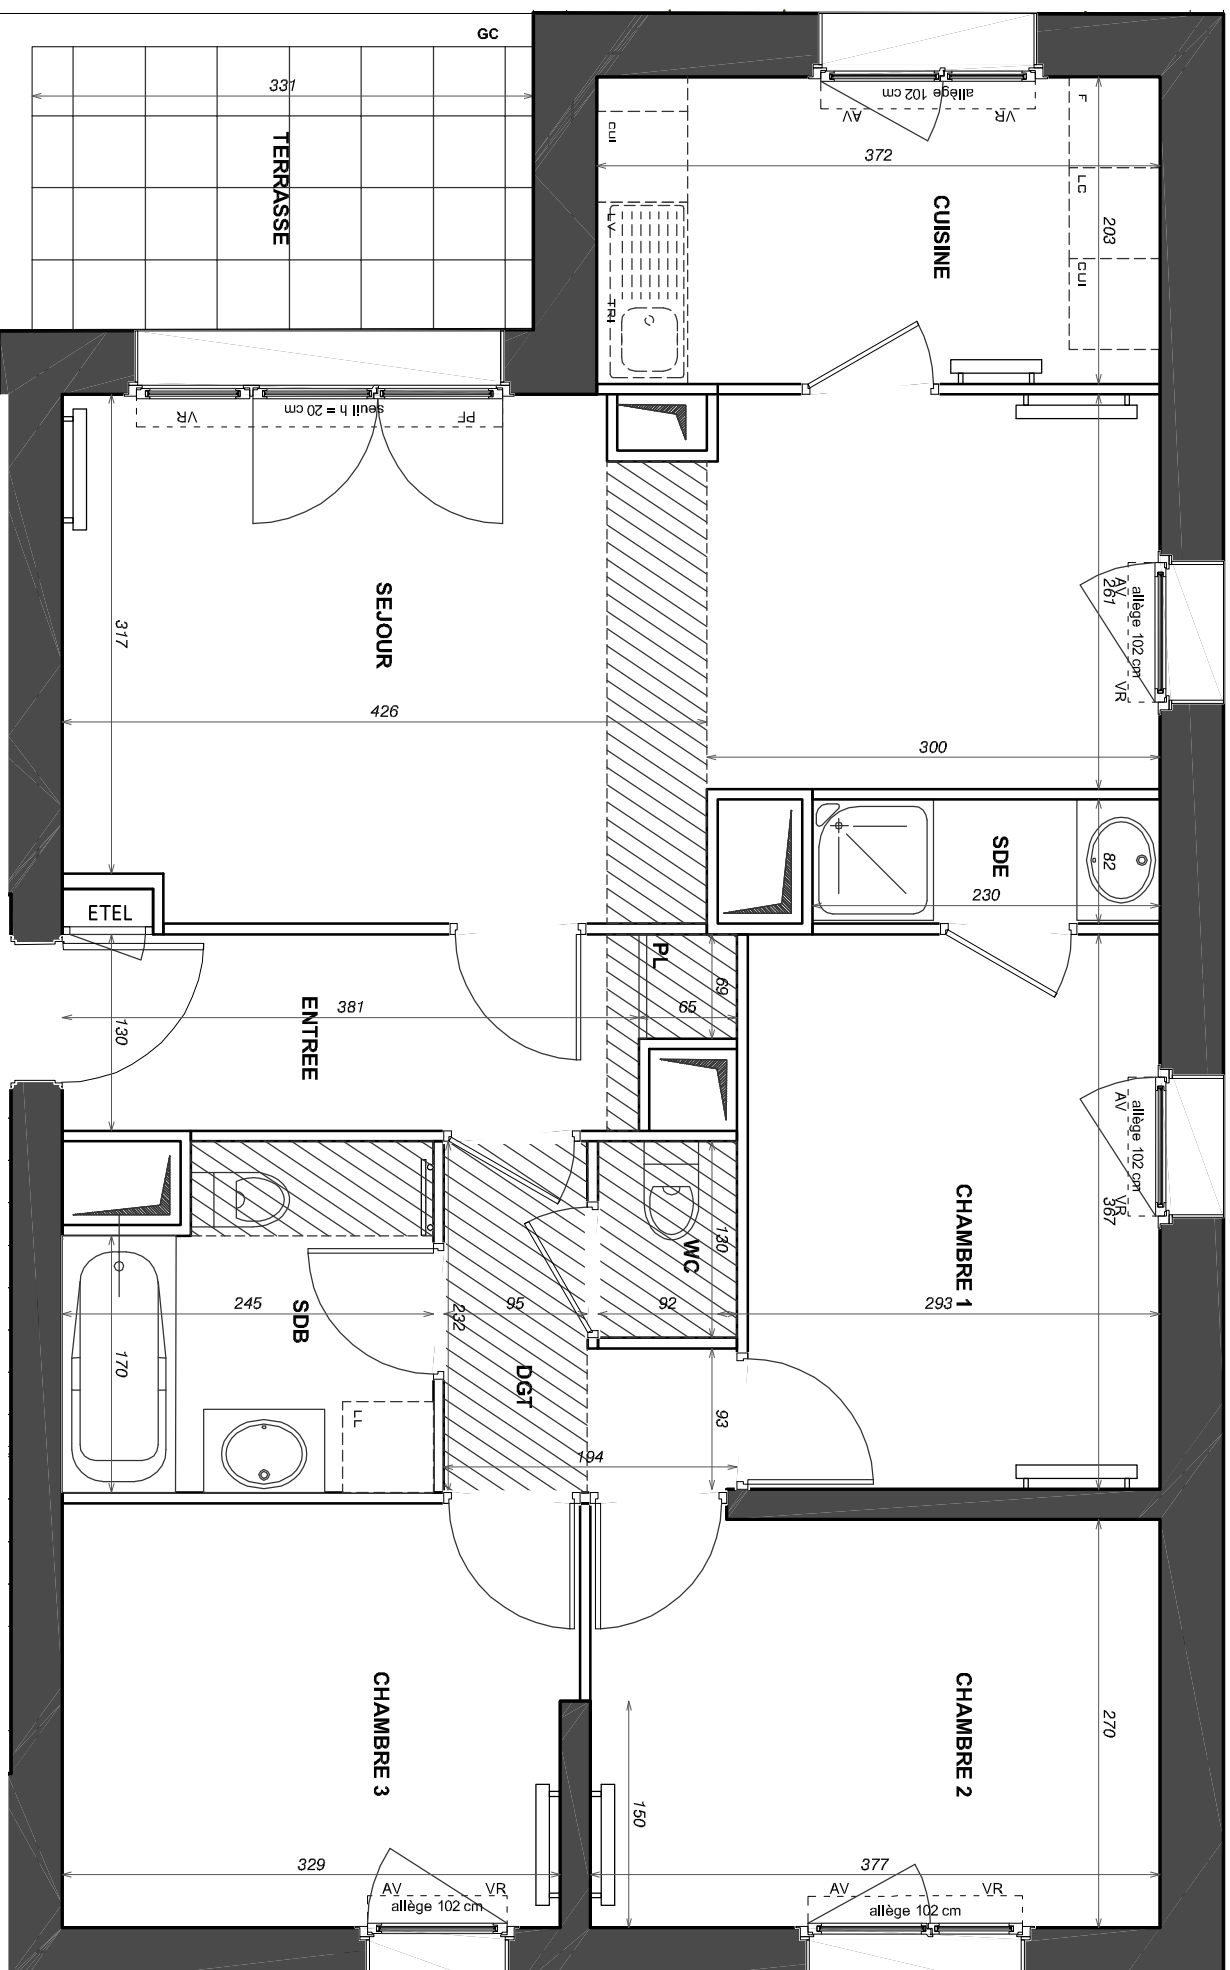 GC
331
TERRASSE
allège 102 cm
AV
VR
F
LC
CUI
203
372
CUISINE
CUI
LV
TRI
seuil h = 20 cm
VR
PF
317
SEJOUR
426
300
allège 102 cm
AV
VR
261
SDE
82
230
ETEL
PL
69
65
381
ENTREE
130
allège 102 cm
AV
VR
367
CHAMBRE 1
293
WC
130
92
245
SDB
170
LL
232
95
DGT
93
194
CHAMBRE 3
CHAMBRE 2
270
150
329
377
AV
VR
allège 102 cm
AV
VR
allège 102 cm